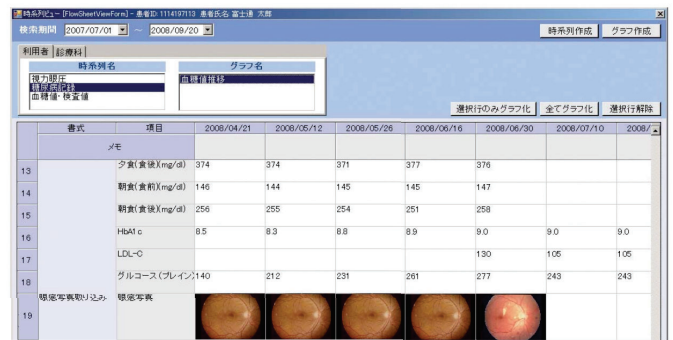 時系列ビュー [FlowSheetViewForm] - 患者ID: 1114197113 患者氏名: 富士通 太郎
検索期間 2007/07/01 ~ 2008/09/20 時系列作成 グラフ作成
利用者 診療科
時系列名 グラフ名
視力眼圧 血糖値推移
糖尿病記録
血糖値・検査値
選択行のみグラフ化 全てグラフ化 選択行解除
書式 項目 2008/04/21 2008/05/12 2008/05/26 2008/06/16 2008/06/30 2008/07/10 2008/
メモ
13 夕食(食後)(mg/dl) 374 374 371 377 376
14 朝食(食前)(mg/dl) 146 144 145 145 147
15 朝食(食後)(mg/dl) 256 255 254 251 258
16 HbA1c 8.5 8.3 8.8 8.9 9.0 9.0 9.0
17 LDL-C 130 105 105
18 グルコース(プレイン) 140 212 231 261 277 243 243
19 眼底写真取り込み 眼底写真